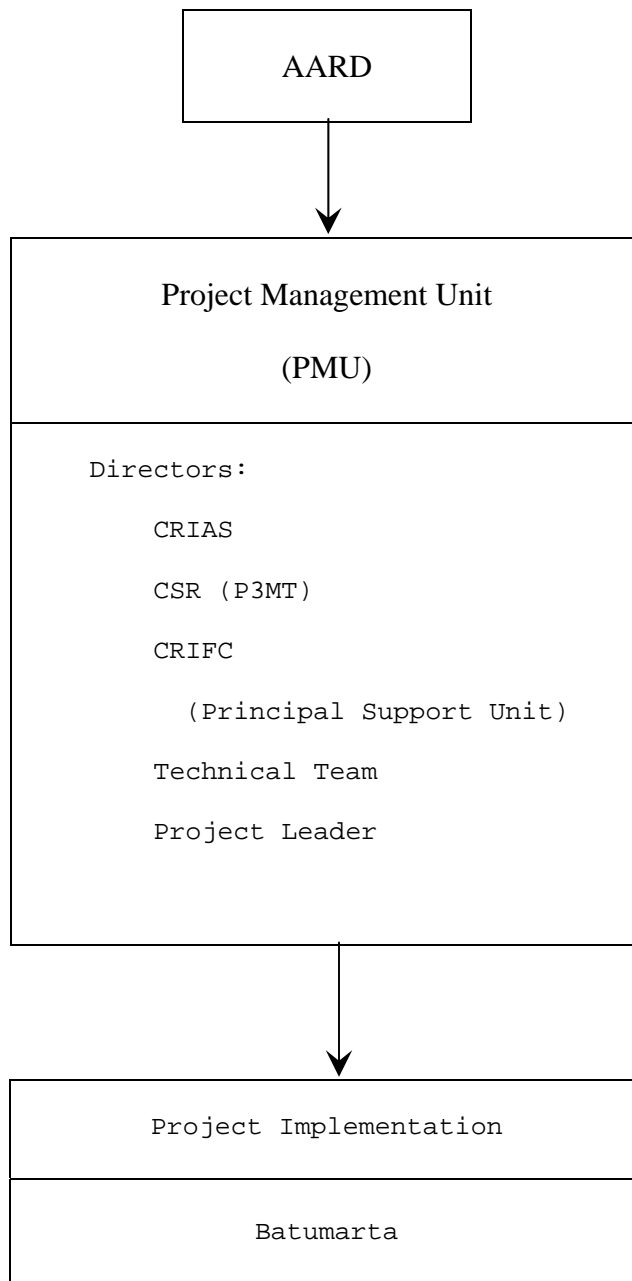 AARD
Project Management Unit
(PMU)
Directors:
CRIAS
CSR (P3MT)
CRIFC
(Principal Support Unit)
Technical Team
Project Leader
Project Implementation
Batumarta